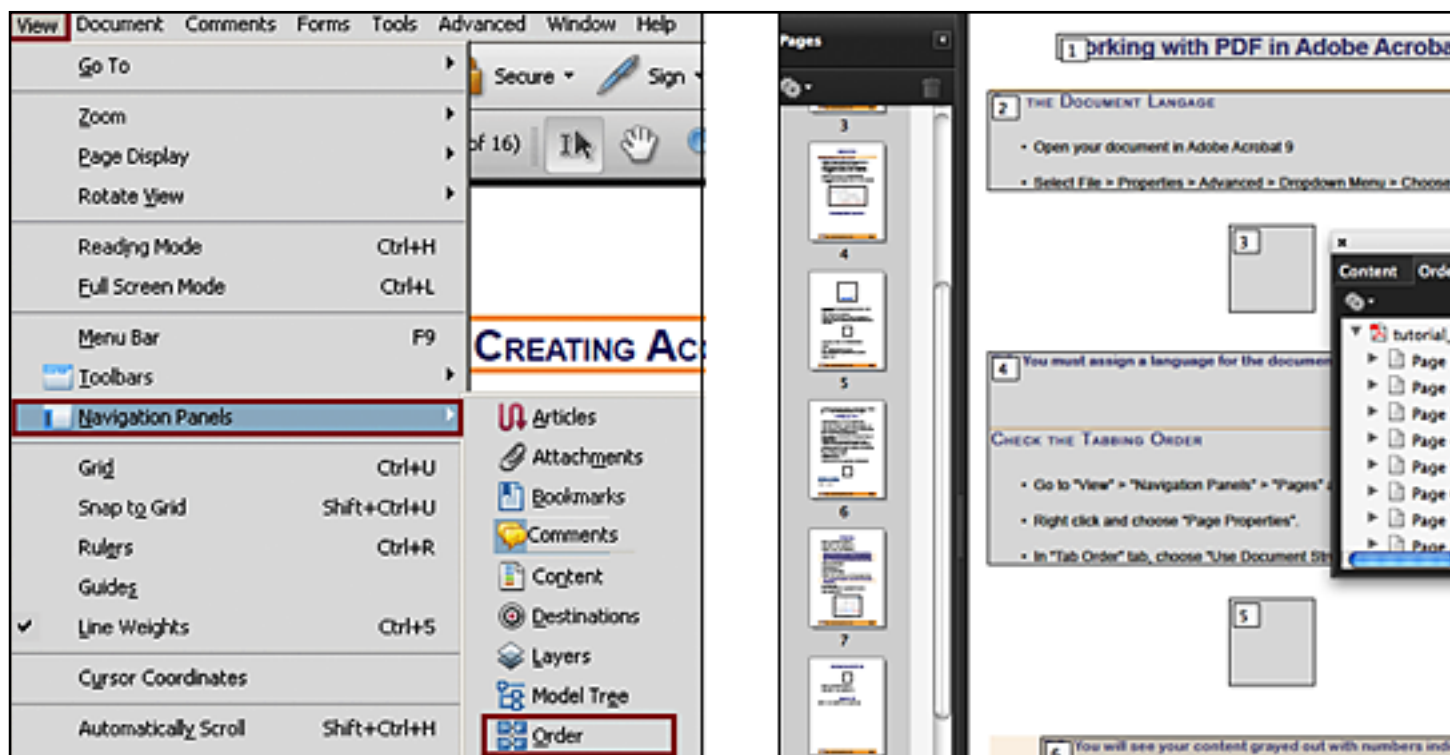 View Document Comments Forms Tools Advanced Window Help
Go To
Zoom
Page Display
Rotate View
Reading Mode Ctrl+H
Full Screen Mode Ctrl+L
Menu Bar F9
Toolbars
Navigation Panels
Grid Ctrl+U
Snap to Grid Shift+Ctrl+U
Rulers Ctrl+R
Guides
Line Weights Ctrl+5
Cursor Coordinates
Automatically Scroll Shift+Ctrl+H
Secure Sign
of 16)
CREATING AC
Articles
Attachments
Bookmarks
Comments
Content
Destinations
Layers
Model Tree
Order
Pages
3
4
5
6
7
1 orking with PDF in Adobe Acroba
2 THE DOCUMENT LANGAGE
• Open your document in Adobe Acrobat 9
• Select File > Properties > Advanced > Dropdown Menu > Choose
3
4 You must assign a language for the documen
CHECK THE TABBING ORDER
• Go to "View" > "Navigation Panels" > "Pages"
• Right click and choose "Page Properties".
• In "Tab Order" tab, choose "Use Document Str
5
6 You will see your content grayed out with numbers indi
Content Orde
tutorial_
Page
Page
Page
Page
Page
Page
Page
Page